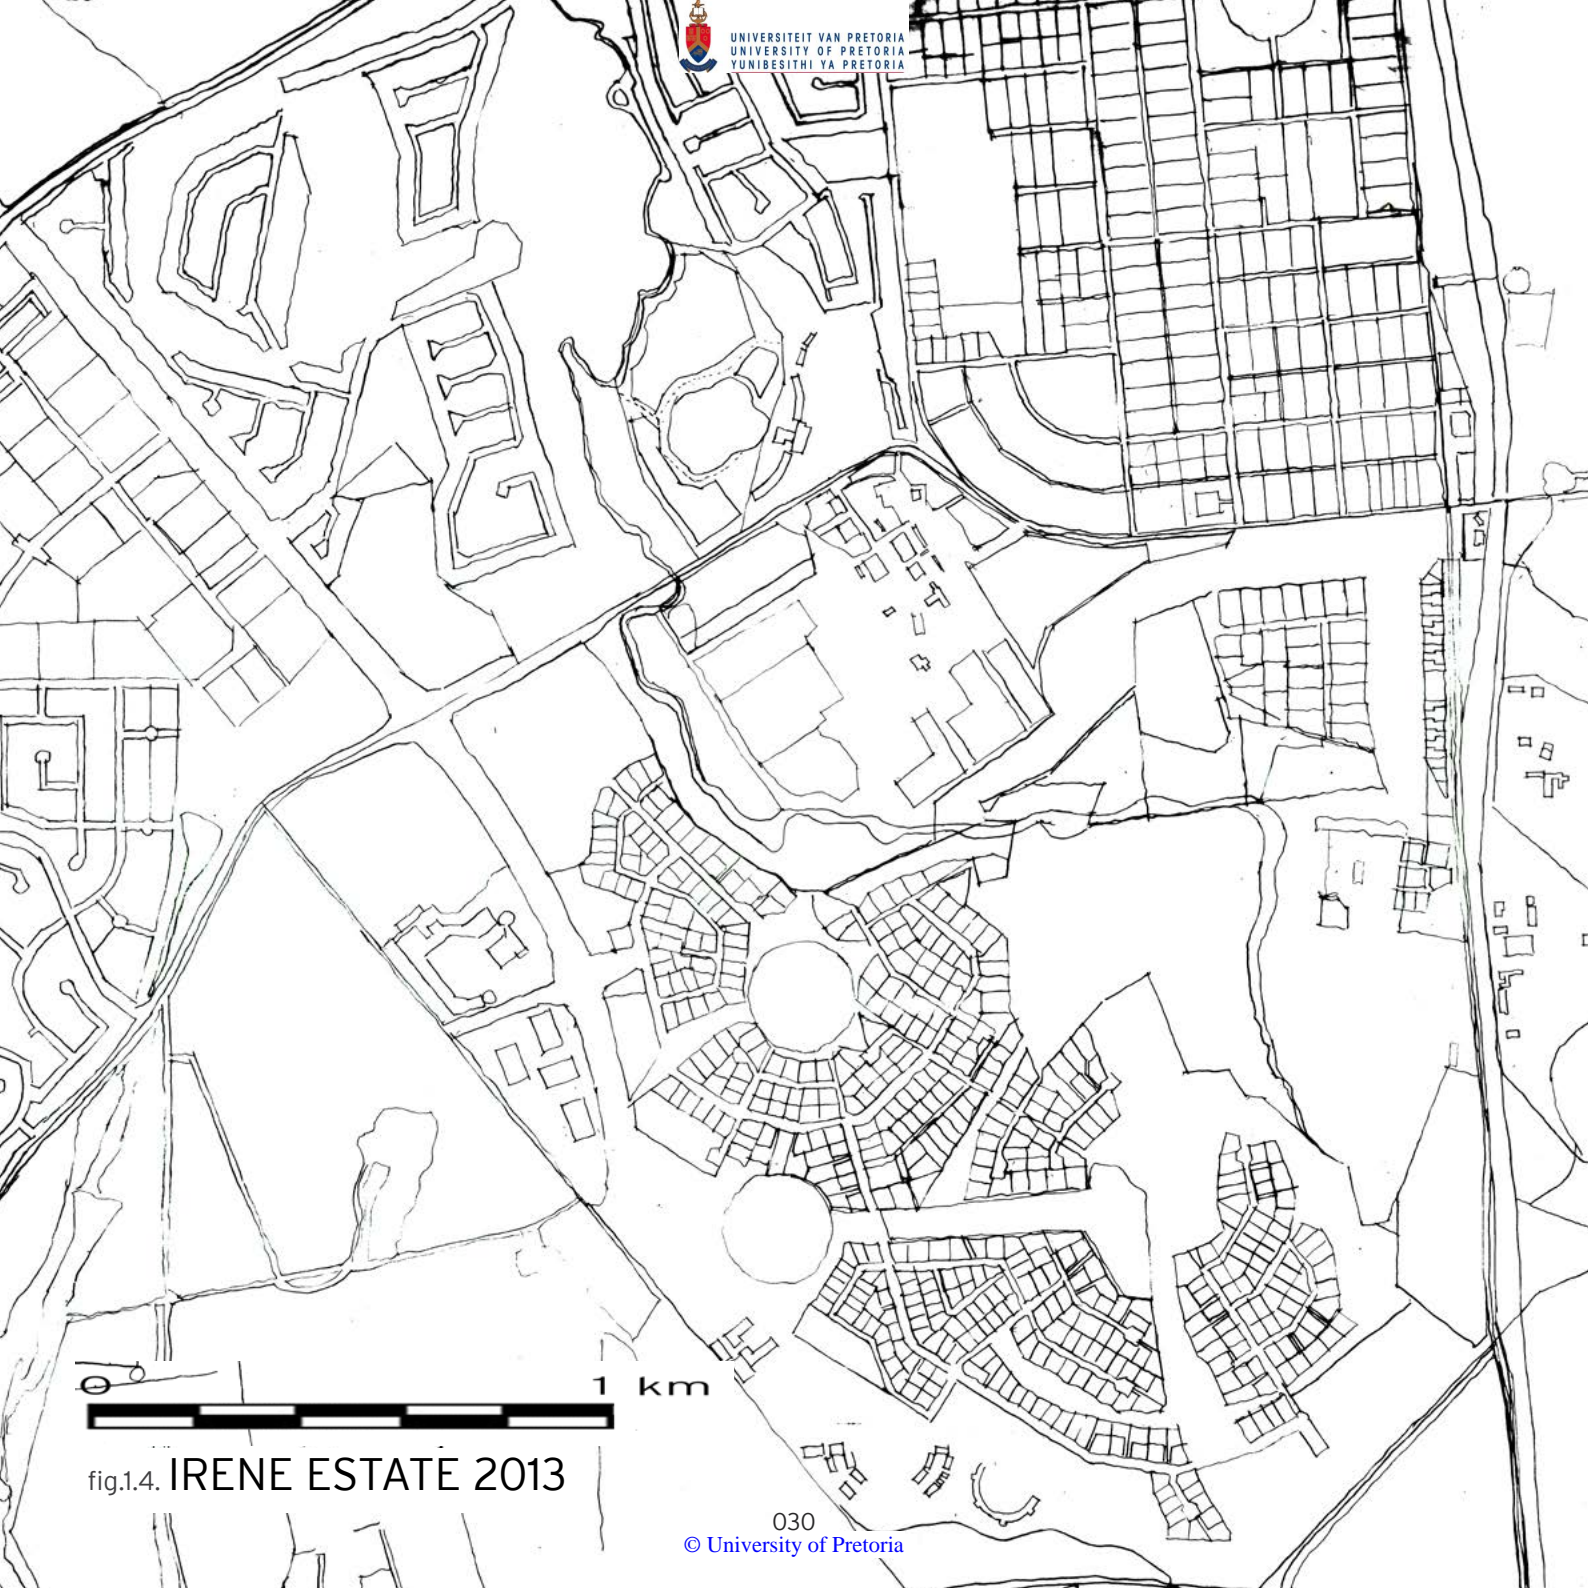 UNIVERSITEIT VAN PRETORIA
UNIVERSITY OF PRETORIA
YUNIBESITHI YA PRETORIA
0 1 km
fig.1.4. IRENE ESTATE 2013
030
© University of Pretoria